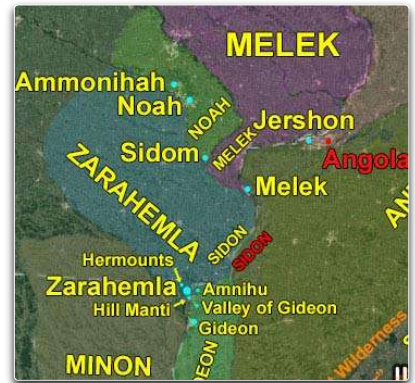 MELEK
Ammonihah
Noah
NOAH
Jershon
MELEK
Angola
Sidom
Melek
ZARAHEMLA
SIDON
SIDON
Hermounts
Zarahemla
Amnihu
Hill Manti
Valley of Gideon
Gideon
Wilderness
MINON